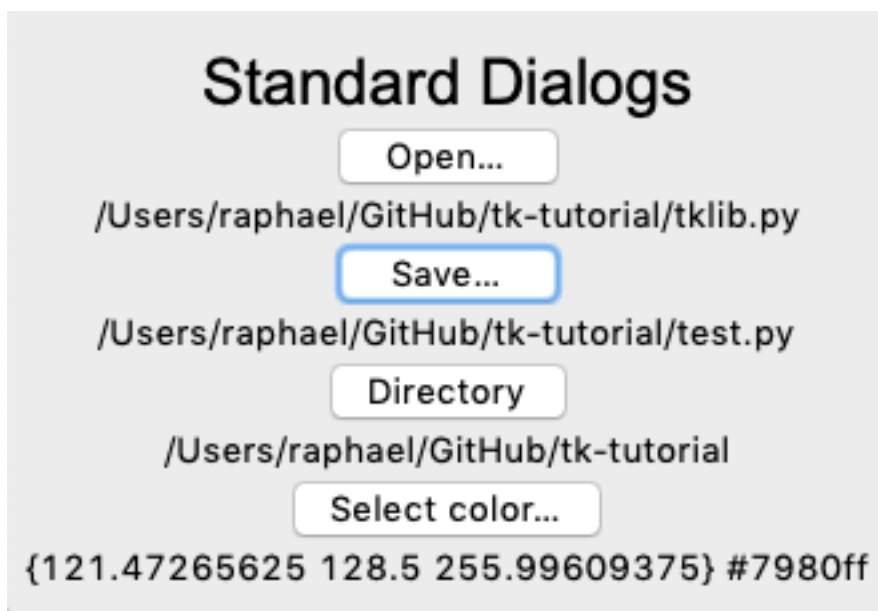 Standard Dialogs
Open...
/Users/raphael/GitHub/tk-tutorial/tklib.py
Save...
/Users/raphael/GitHub/tk-tutorial/test.py
Directory
/Users/raphael/GitHub/tk-tutorial
Select color...
{121.47265625 128.5 255.99609375} #7980ff